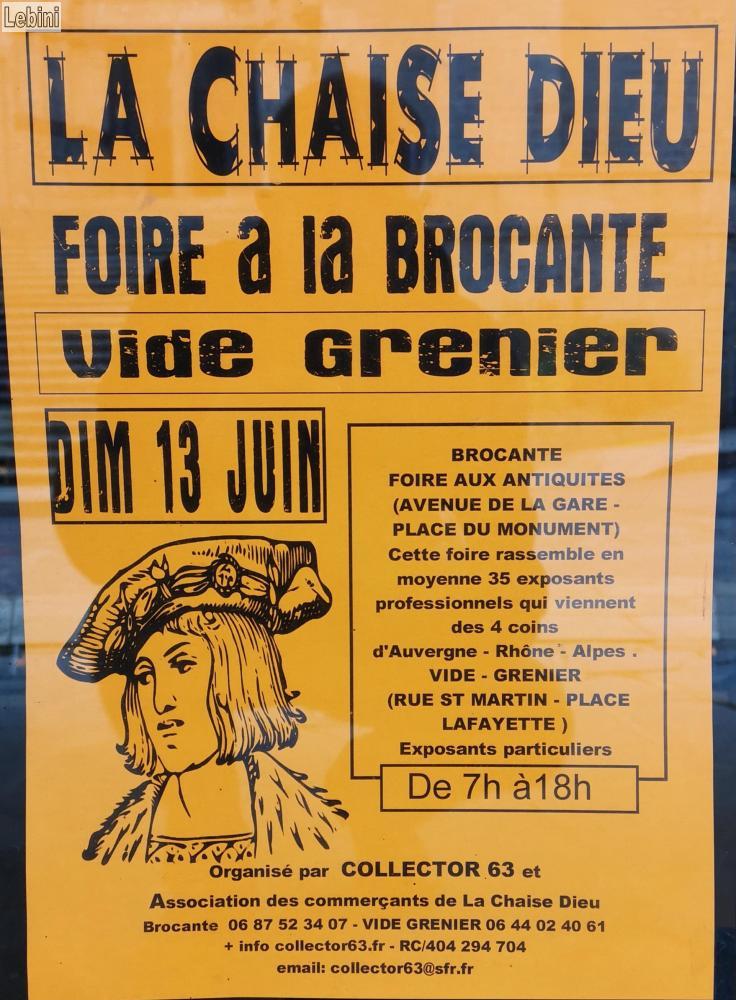 Lebini
LA CHAISE DIEU
FOIRE a la BROCANTE
Vide Grenier
DIM 13 JUIN
BROCANTE
FOIRE AUX ANTIQUITES
(AVENUE DE LA GARE -
PLACE DU MONUMENT)
Cette foire rassemble en
moyenne 35 exposants
professionnels qui viennent
des 4 coins
d'Auvergne - Rhône - Alpes .
VIDE - GRENIER
(RUE ST MARTIN - PLACE
LAFAYETTE )
Exposants particuliers
De 7h à18h
Organisé par COLLECTOR 63 et
Association des commerçants de La Chaise Dieu
Brocante 06 87 52 34 07 - VIDE GRENIER 06 44 02 40 61
+ info collector63.fr - RC/404 294 704
email: collector63@sfr.fr